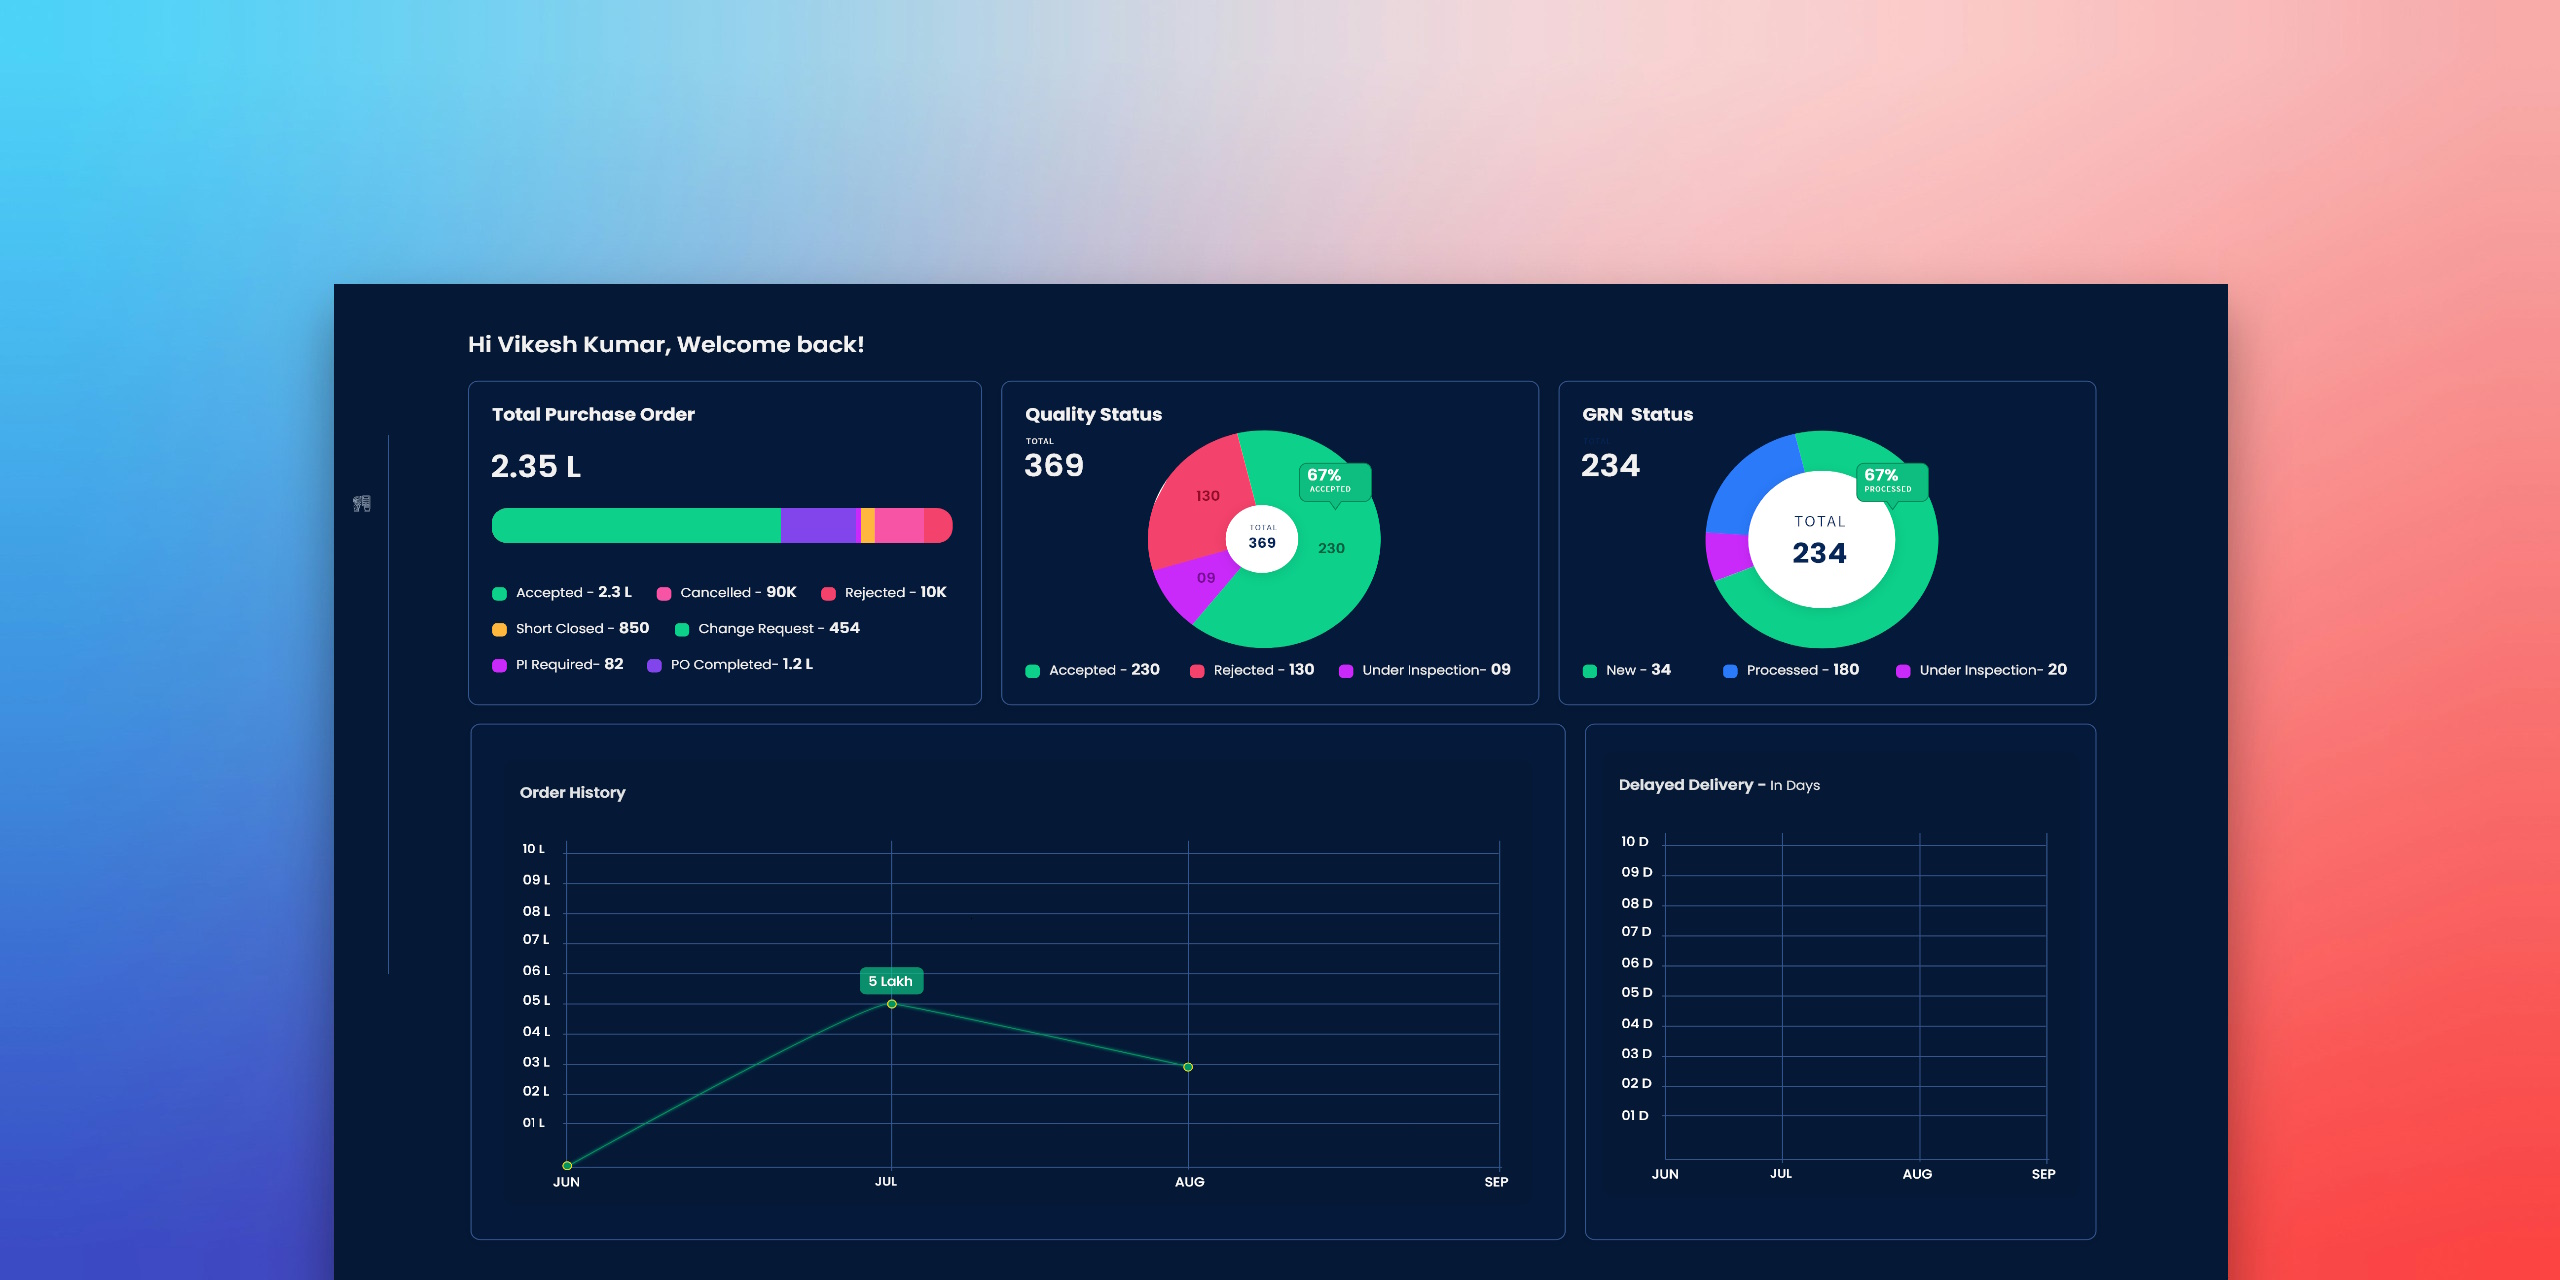 Hi Vikesh Kumar, Welcome back!
Total Purchase Order
2.35 L
Accepted - 2.3 L
Cancelled - 90K
Rejected - 10K
Short Closed - 850
Change Request - 454
PI Required- 82
PO Completed- 1.2 L
Quality Status
TOTAL
369
130
67%
ACCEPTED
TOTAL
369
230
09
Accepted - 230
Rejected - 130
Under Inspection- 09
GRN Status
TOTAL
234
67%
PROCESSED
TOTAL
234
New - 34
Processed - 180
Under Inspection- 20
Order History
10 L
09 L
08 L
07 L
06 L
05 L
04 L
03 L
02 L
01 L
5 Lakh
JUN
JUL
AUG
SEP
Delayed Delivery - In Days
10 D
09 D
08 D
07 D
06 D
05 D
04 D
03 D
02 D
01 D
JUN
JUL
AUG
SEP